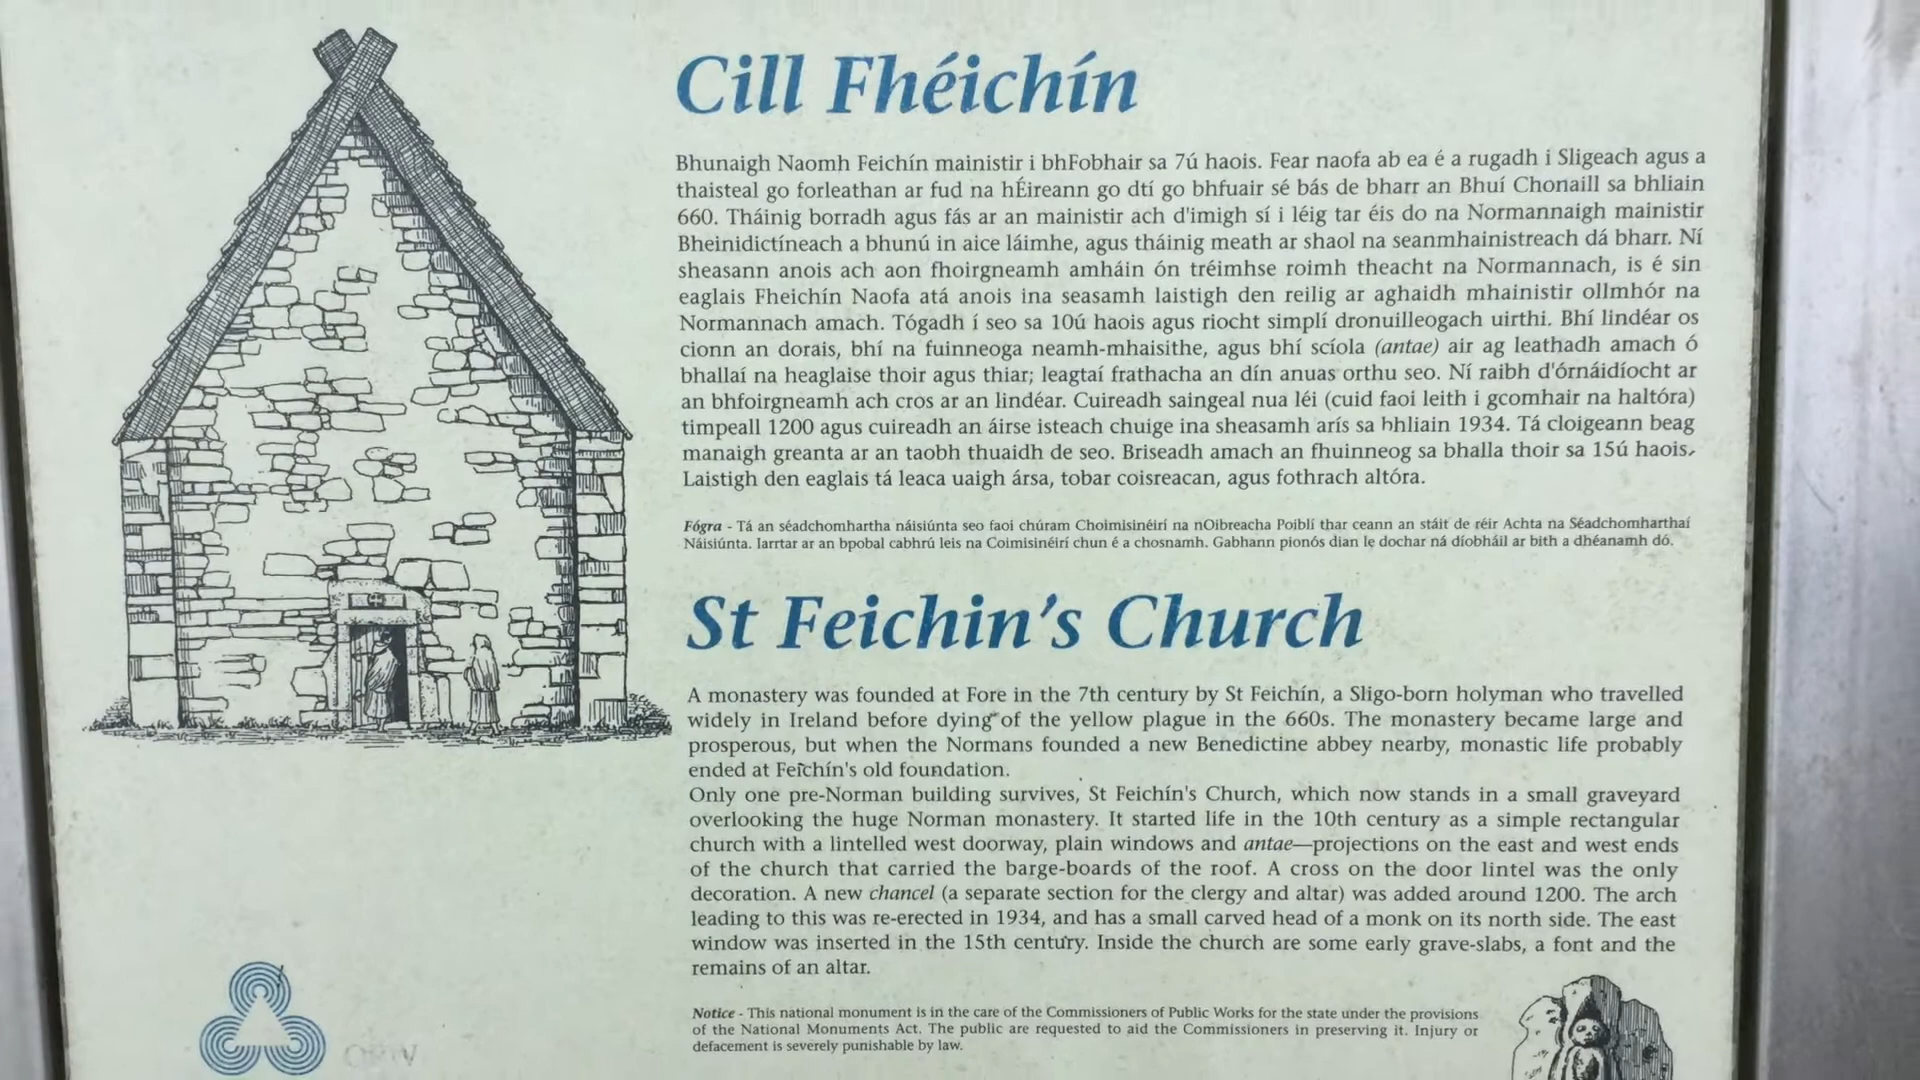 Cill Fhéichín
Bhunaigh Naomh Feichín mainistir i bhFobhair sa 7ú haois. Fear naofa ab ea é a rugadh i Sligeach agus a
thaisteal go forleathan ar fud na hÉireann go dtí go bhfuair sé bás de bharr an Bhuí Chonaill sa bhliain
660. Tháinig borradh agus fás ar an mainistir ach d'imigh sí i léig tar éis do na Normannaigh mainistir
Bheinidictíneach a bhunú in aice láimhe, agus tháinig meath ar shaol na seanmhainistreach dá bharr. Ní
sheasann anois ach aon fhoirgneamh amháin ón tréimhse roimh theacht na Normannach, is é sin
eaglais Fheichín Naofa atá anois ina seasamh laistigh den reilig ar aghaidh mhainistir ollmhór na
Normannach amach. Tógadh í seo sa 10ú haois agus riocht simplí dronuilleogach uirthi. Bhí lindéar os
cionn an dorais, bhí na fuinneoga neamh-mhaisithe, agus bhí scíola (antae) air ag leathadh amach ó
bhallaí na heaglaise thoir agus thiar; leagtaí frathacha an dín anuas orthu seo. Ní raibh d'órnáidíocht ar
an bhfoirgneamh ach cros ar an lindéar. Cuireadh saingeal nua léi (cuid faoi leith i gcomhair na haltóra)
timpeall 1200 agus cuireadh an áirse isteach chuige ina sheasamh arís sa bhliain 1934. Tá cloigeann beag
manaigh greanta ar an taobh thuaidh de seo. Briseadh amach an fhuinneog sa bhalla thoir sa 15ú haois.
Laistigh den eaglais tá leaca uaigh ársa, tobar coisreacan, agus fothrach altóra.
Fógra - Tá an séadchomhartha náisiúnta seo faoi chúram Choimisinéirí na nOibreacha Poiblí thar ceann an stáit de réir Achta na Séadchomharthaí
Náisiúnta. Iarrtar ar an bpobal cabhrú leis na Coimisinéirí chun é a chosnamh. Gabhann pionós dian le dochar ná díobháil ar bith a dhéanamh dó.
St Feichin's Church
A monastery was founded at Fore in the 7th century by St Feichín, a Sligo-born holyman who travelled
widely in Ireland before dying of the yellow plague in the 660s. The monastery became large and
prosperous, but when the Normans founded a new Benedictine abbey nearby, monastic life probably
ended at Feichín's old foundation.
Only one pre-Norman building survives, St Feichín's Church, which now stands in a small graveyard
overlooking the huge Norman monastery. It started life in the 10th century as a simple rectangular
church with a lintelled west doorway, plain windows and antae—projections on the east and west ends
of the church that carried the barge-boards of the roof. A cross on the door lintel was the only
decoration. A new chancel (a separate section for the clergy and altar) was added around 1200. The arch
leading to this was re-erected in 1934, and has a small carved head of a monk on its north side. The east
window was inserted in the 15th century. Inside the church are some early grave-slabs, a font and the
remains of an altar.
Notice - This national monument is in the care of the Commissioners of Public Works for the state under the provisions
of the National Monuments Act. The public are requested to aid the Commissioners in preserving it. Injury or
defacement is severely punishable by law.